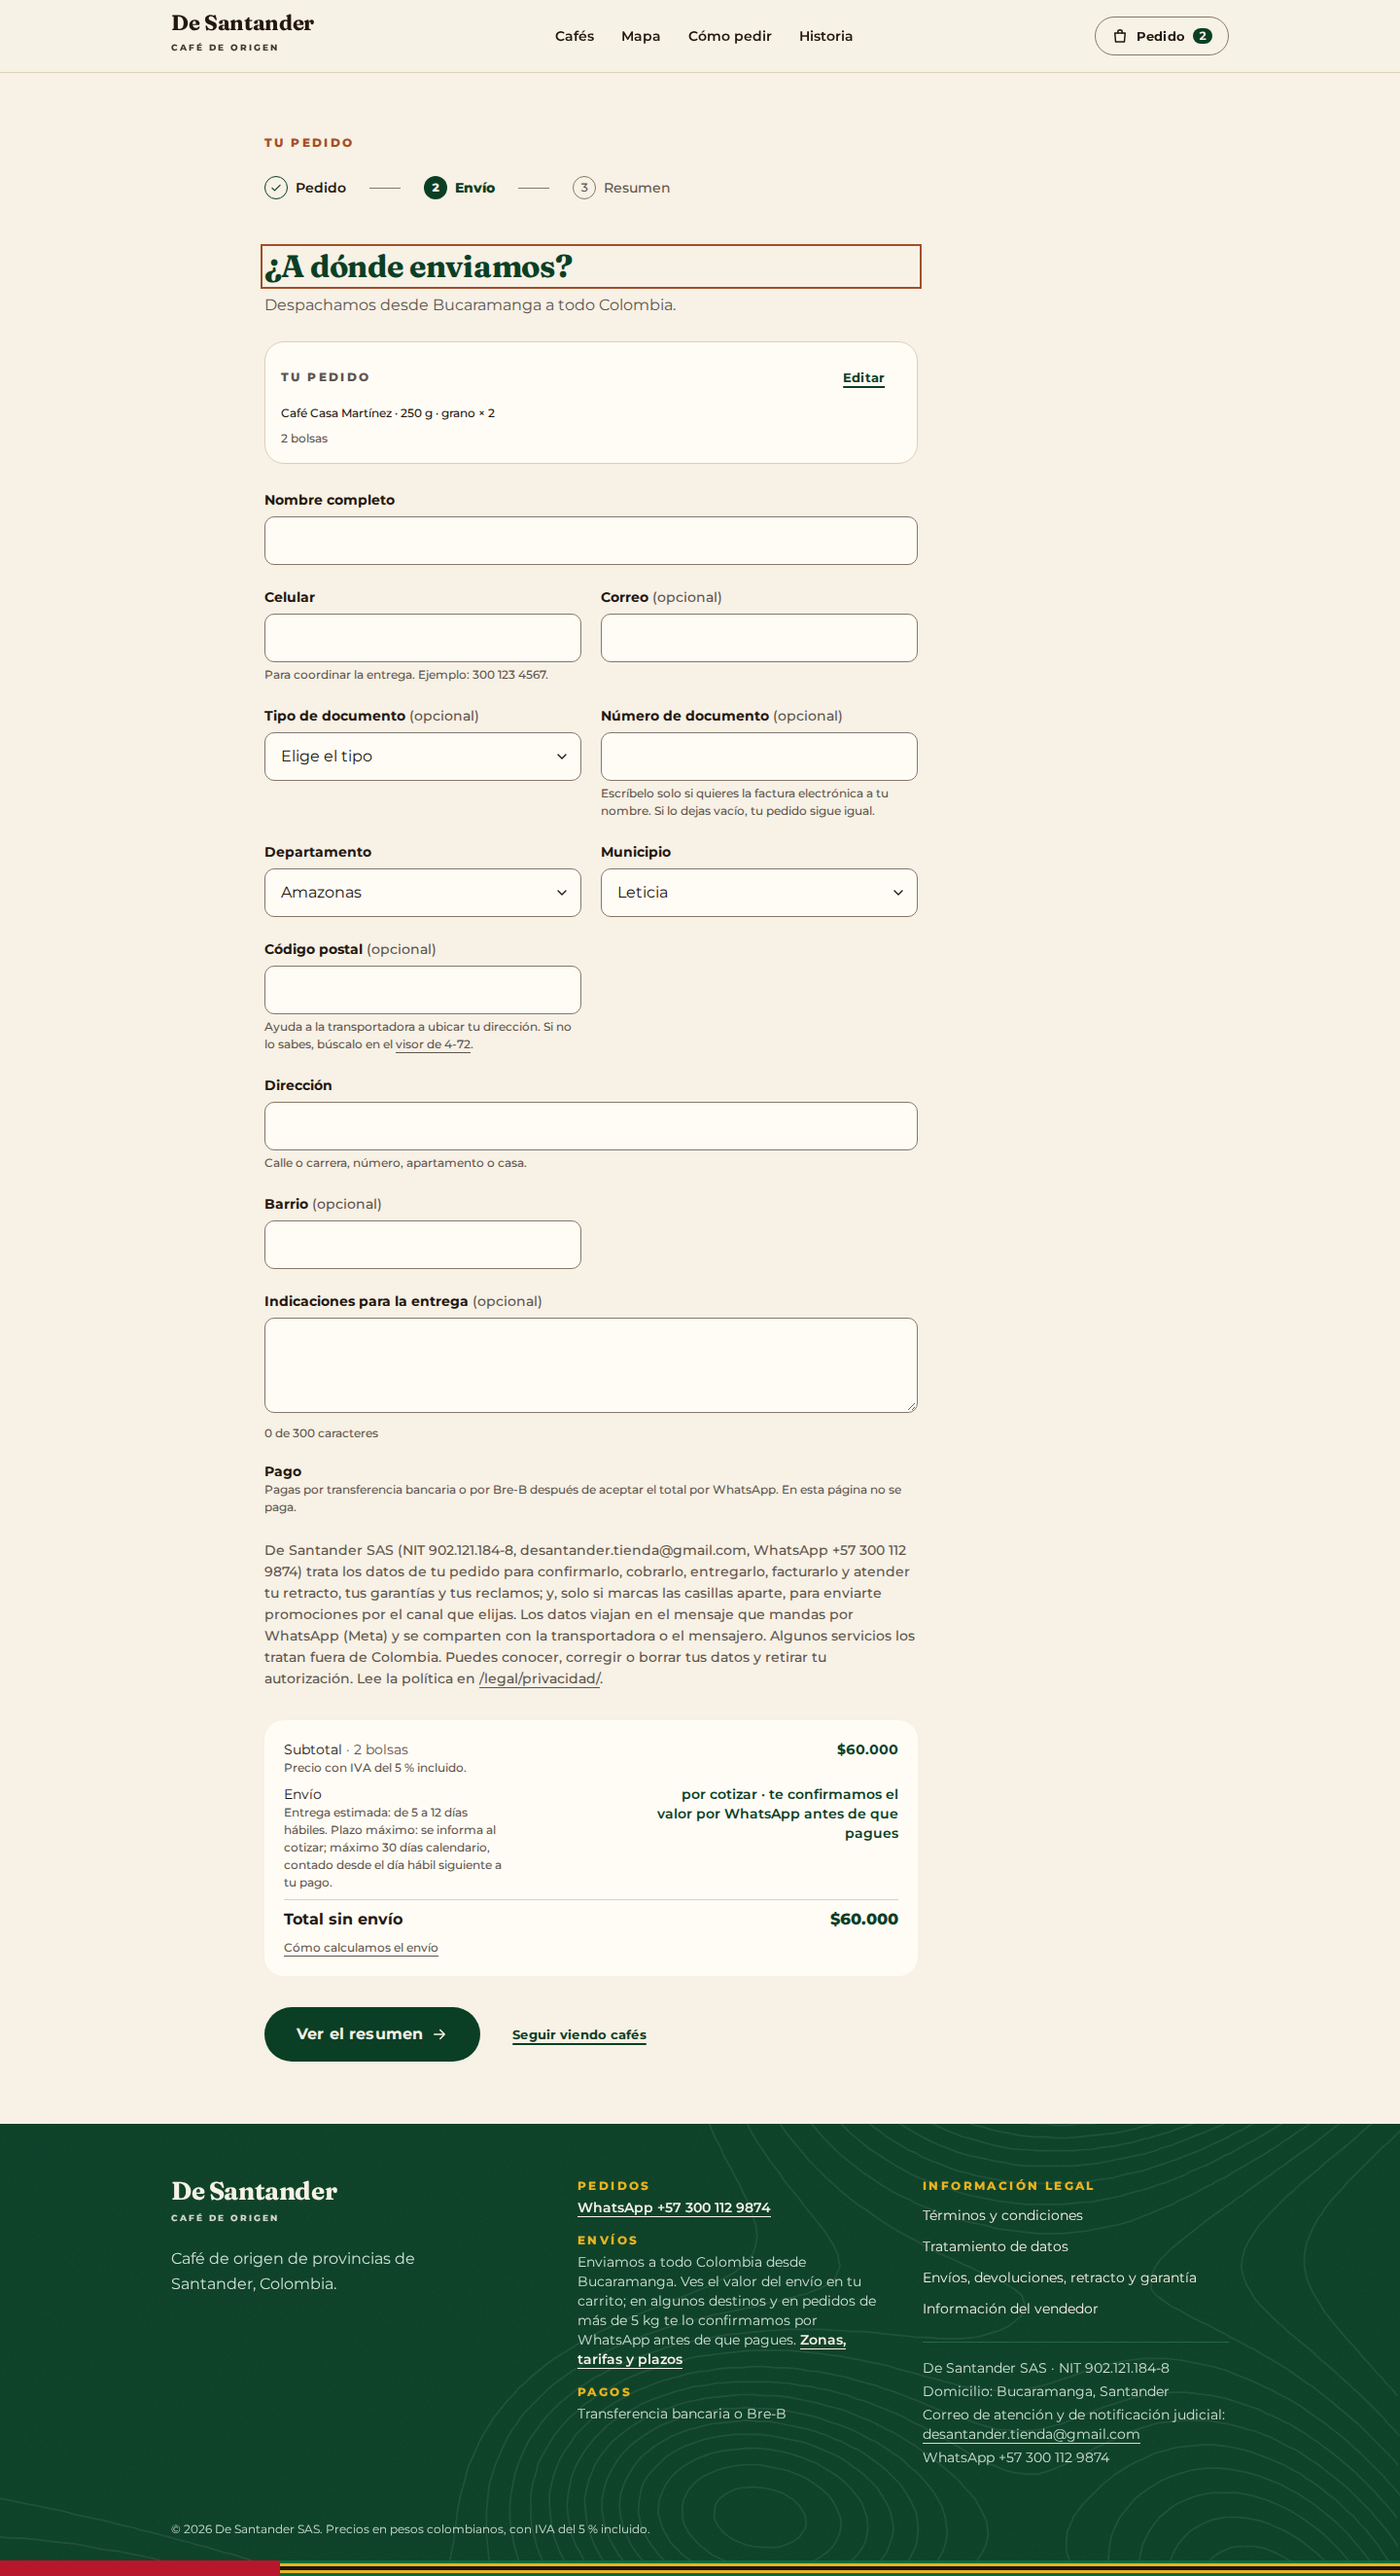 De Santander
CAFÉ DE ORIGEN
Cafés
Mapa
Cómo pedir
Historia
Pedido 2
TU PEDIDO
Pedido
2 Envío
3 Resumen
¿A dónde enviamos?
Despachamos desde Bucaramanga a todo Colombia.
TU PEDIDO
Editar
Café Casa Martínez · 250 g · grano × 2
2 bolsas
Nombre completo
Celular
Correo (opcional)
Para coordinar la entrega. Ejemplo: 300 123 4567.
Tipo de documento (opcional)
Número de documento (opcional)
Elige el tipo
Escríbelo solo si quieres la factura electrónica a tu
nombre. Si lo dejas vacío, tu pedido sigue igual.
Departamento
Municipio
Amazonas
Leticia
Código postal (opcional)
Ayuda a la transportadora a ubicar tu dirección. Si no
lo sabes, búscalo en el visor de 4-72.
Dirección
Calle o carrera, número, apartamento o casa.
Barrio (opcional)
Indicaciones para la entrega (opcional)
0 de 300 caracteres
Pago
Pagas por transferencia bancaria o por Bre-B después de aceptar el total por WhatsApp. En esta página no se
paga.
De Santander SAS (NIT 902.121.184-8, desantander.tienda@gmail.com, WhatsApp +57 300 112
9874) trata los datos de tu pedido para confirmarlo, cobrarlo, entregarlo, facturarlo y atender
tu retracto, tus garantías y tus reclamos; y, solo si marcas las casillas aparte, para enviarte
promociones por el canal que elijas. Los datos viajan en el mensaje que mandas por
WhatsApp (Meta) y se comparten con la transportadora o el mensajero. Algunos servicios los
tratan fuera de Colombia. Puedes conocer, corregir o borrar tus datos y retirar tu
autorización. Lee la política en /legal/privacidad/.
Subtotal · 2 bolsas
$60.000
Precio con IVA del 5 % incluido.
Envío
Entrega estimada: de 5 a 12 días
hábiles. Plazo máximo: se informa al
cotizar; máximo 30 días calendario,
contado desde el día hábil siguiente a
tu pago.
por cotizar · te confirmamos el
valor por WhatsApp antes de que
pagues
Total sin envío
$60.000
Cómo calculamos el envío
Ver el resumen →
Seguir viendo cafés
De Santander
CAFÉ DE ORIGEN
Café de origen de provincias de
Santander, Colombia.
PEDIDOS
WhatsApp +57 300 112 9874
ENVÍOS
Enviamos a todo Colombia desde
Bucaramanga. Ves el valor del envío en tu
carrito; en algunos destinos y en pedidos de
más de 5 kg te lo confirmamos por
WhatsApp antes de que pagues. Zonas,
tarifas y plazos
PAGOS
Transferencia bancaria o Bre-B
INFORMACIÓN LEGAL
Términos y condiciones
Tratamiento de datos
Envíos, devoluciones, retracto y garantía
Información del vendedor
De Santander SAS · NIT 902.121.184-8
Domicilio: Bucaramanga, Santander
Correo de atención y de notificación judicial:
desantander.tienda@gmail.com
WhatsApp +57 300 112 9874
© 2026 De Santander SAS. Precios en pesos colombianos, con IVA del 5 % incluido.